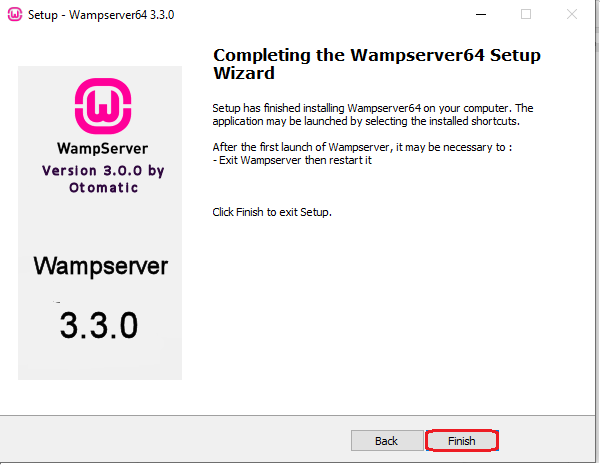 Setup - Wampserver64 3.3.0
Completing the Wampserver64 Setup
Wizard
Setup has finished installing Wampserver64 on your computer. The
application may be launched by selecting the installed shortcuts.
After the first launch of Wampserver, it may be necessary to :
- Exit Wampserver then restart it
Click Finish to exit Setup.
WampServer
Version 3.0.0 by
Otomatic
Wampserver
3.3.0
Back
Finish